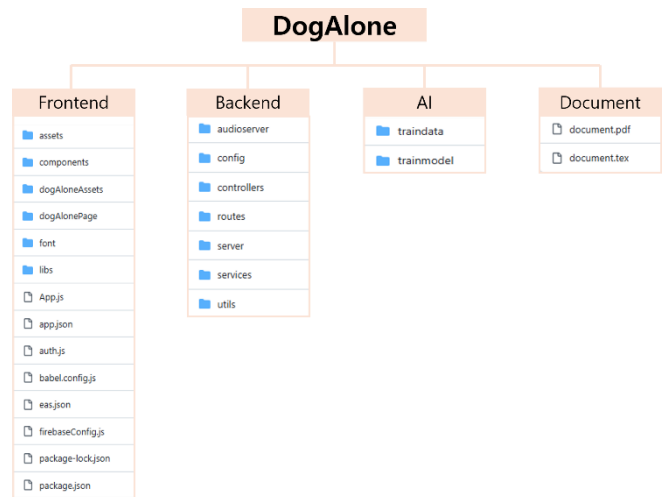 DogAlone
Frontend
assets
components
dogAloneAssets
dogAlonePage
font
libs
App.js
app.json
auth.js
babel.config.js
eas.json
firebaseConfig.js
package-lock.json
package.json
Backend
audioserver
config
controllers
routes
server
services
utils
AI
traindata
trainmodel
Document
document.pdf
document.tex